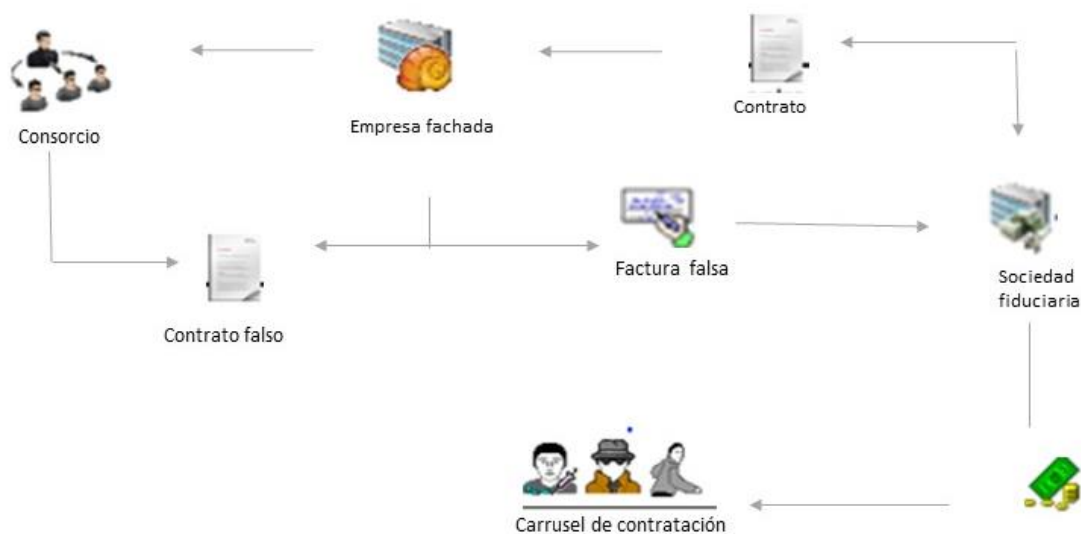 Contrato
Empresa fachada
Consorcio
Factura falsa
Sociedad
fiduciaria
Contrato falso
Carrusel de contratación